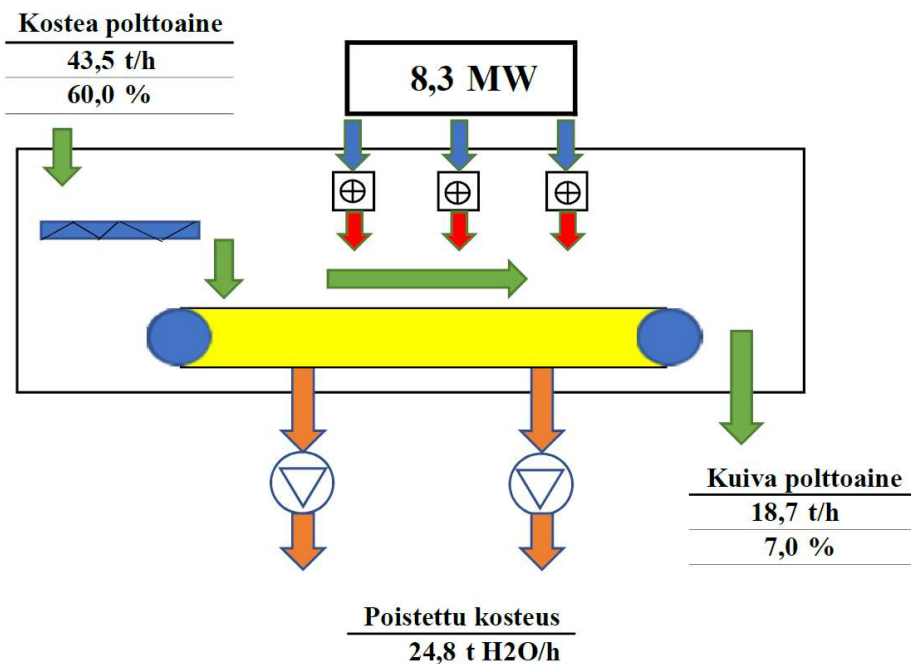 Kostea polttoaine
43,5 t/h
60,0 %
8,3 MW
Kuiva polttoaine
18,7 t/h
7,0 %
Poistettu kosteus
24,8 t H2O/h